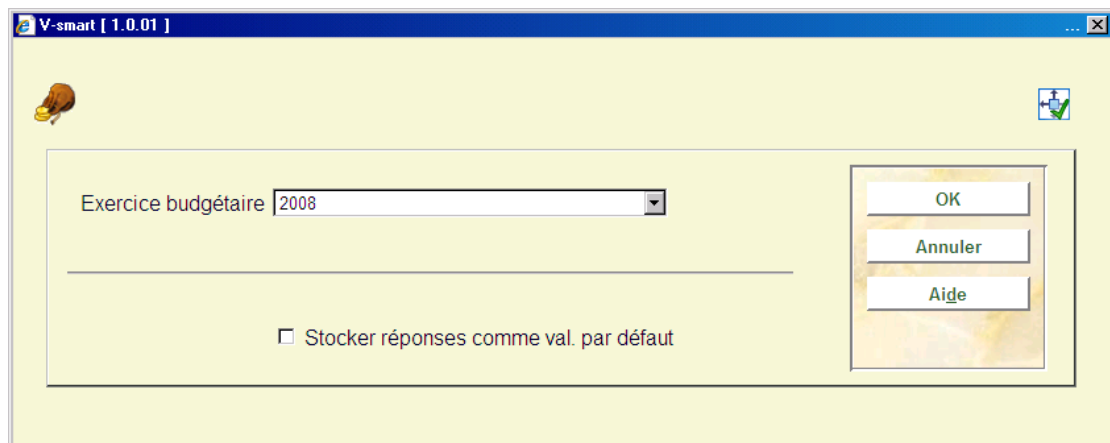 V-smart [ 1.0.01 ] ...
Exercice budgétaire 2008
OK
Annuler
Aide
Stocker réponses comme val. par défaut